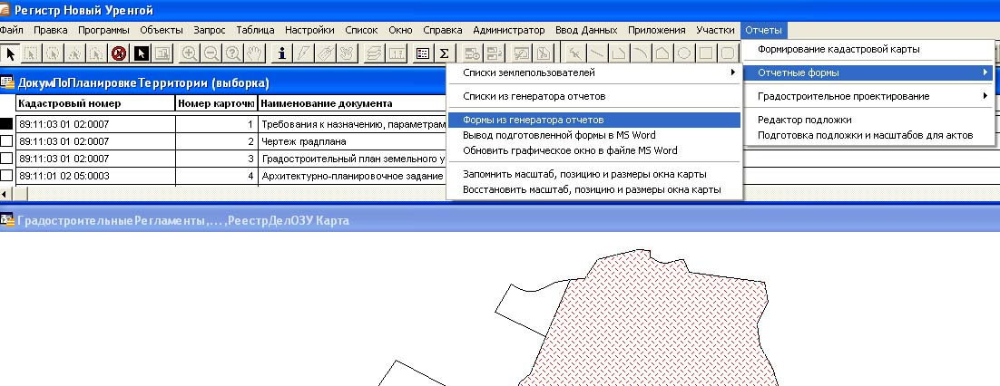 Регистр Новый Уренгой
Файл Правка Программы Объекты Запрос Таблица Настройки Список Окно Справка Администратор Ввод Данных Приложения Участки Отчеты
Формирование кадастровой карты
Отчетные формы
Градостроительное проектирование
Редактор подложки
Подготовка подложки и масштабов для актов
Списки землепользователей
Списки из генератора отчетов
Формы из генератора отчетов
Вывод подготовленной формы в MS Word
Обновить графическое окно в файле MS Word
Запомнить масштаб, позицию и размеры окна карты
Восстановить масштаб, позицию и размеры окна карты
ДокумПоПланировкеТерритории (выборка)
Кадастровый номер Номер карточк Наименование документа
89:11:03 01 02:0007 1 Требования к назначению, параметрам
89:11:03 01 02:0007 2 Чертеж градплана
89:11:03 01 02:0007 3 Градостроительный план земельного у
89:11:01 02 05:0003 4 Архитектурно-планировочное задание
ГрадостроительныеРегламенты,...,РеестрДелОЗУ Карта